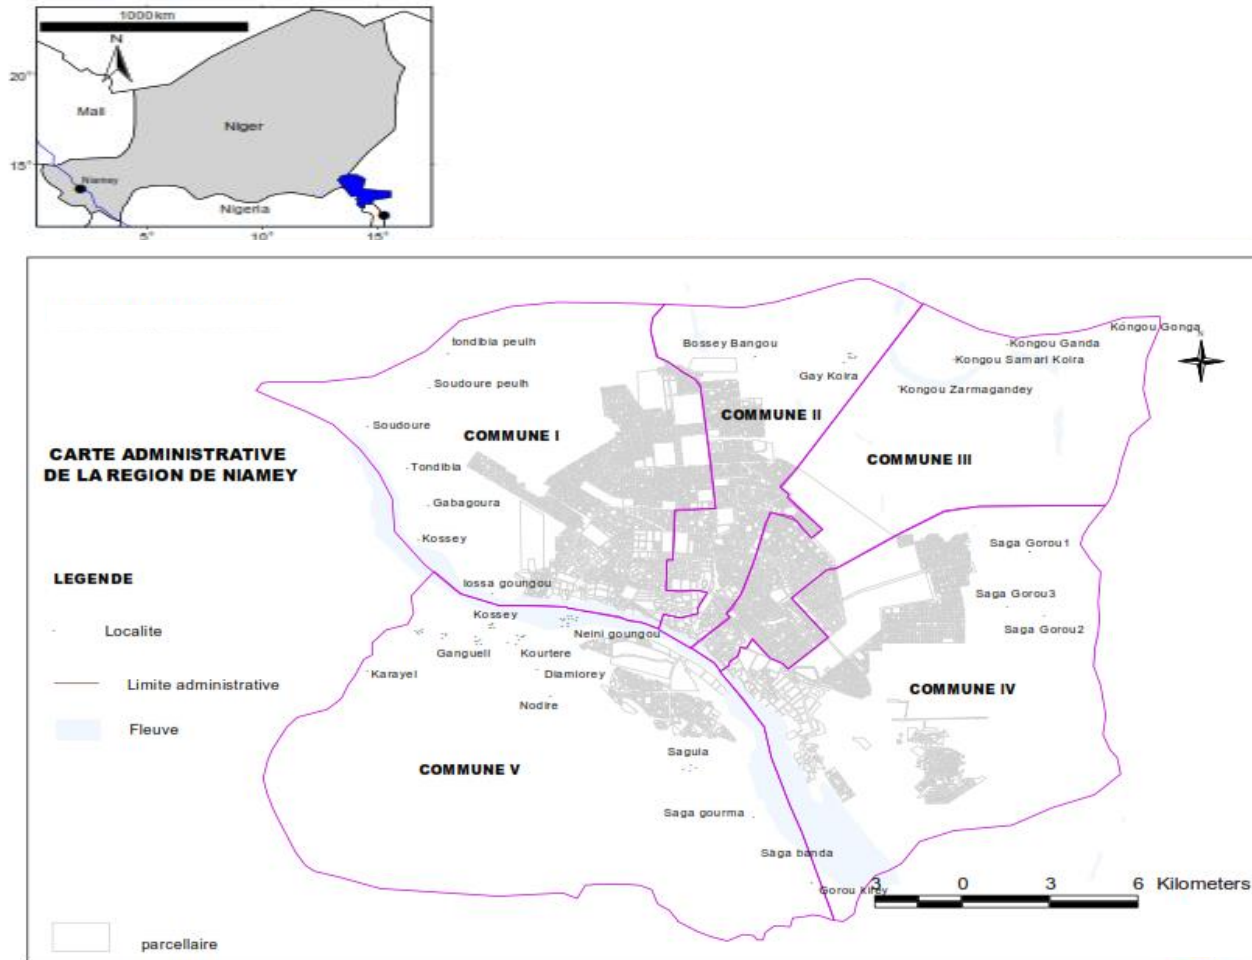 1000km
N
20°
Mali
Niger
15°
Niamey
Nigeria
5°
10°
15°
Kongou Gonga
N
tondibia peulh
Bossey Bangou
Kongou Ganda
Kongou Samari Koira
Soudoure peulh
Gay Koira
Kongou Zarmagandey
COMMUNE II
Soudoure
COMMUNE I
CARTE ADMINISTRATIVE
DE LA REGION DE NIAMEY
COMMUNE III
Tondibia
Gabagoura
Kossey
Saga Gorou1
LEGENDE
Iossa goungou
Saga Gorou3
Kossey
Localite
Neini goungou
Saga Gorou2
Ganguell
Kourtere
Karayel
Diamiorey
Limite administrative
COMMUNE IV
Nodire
Fleuve
Saguia
COMMUNE V
Saga gourma
Saga banda
Gorou kirey
3 0 3 6 Kilometers
parcellaire